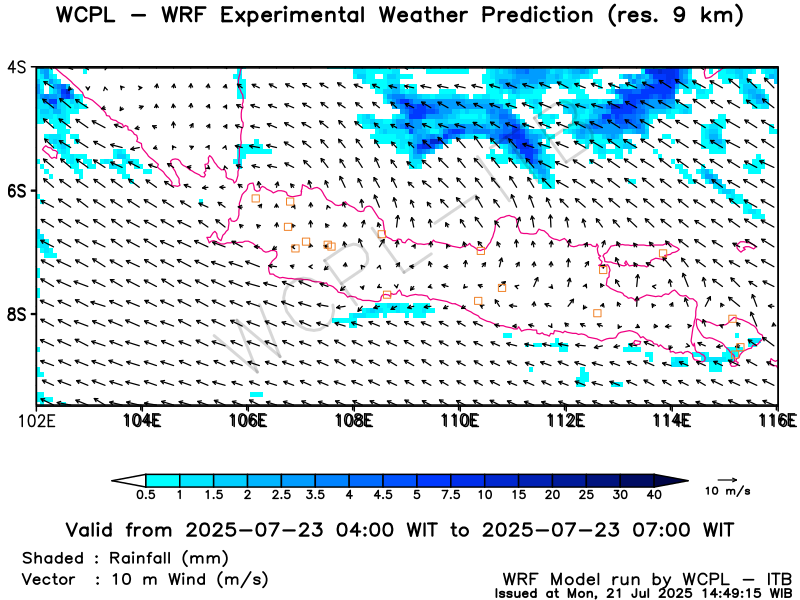 WCPL – WRF Experimental Weather Prediction (res. 9 km)
4S
6S
8S
102E 104E 106E 108E 110E 112E 114E 116E
0.5 1 1.5 2 2.5 3.5 4 4.5 5 7.5 10 15 20 25 30 40
10 m/s
Valid from 2025-07-23 04:00 WIT to 2025-07-23 07:00 WIT
Shaded : Rainfall (mm)
Vector : 10 m Wind (m/s)
WRF Model run by WCPL – ITB
Issued at Mon, 21 Jul 2025 14:49:15 WIB